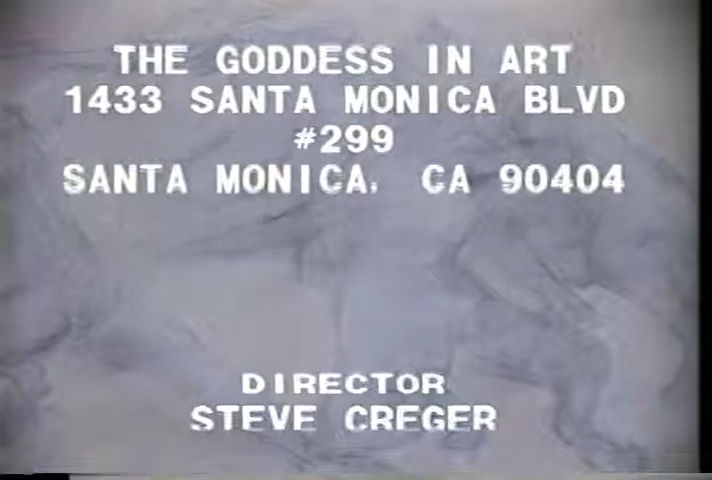 THE GODDESS IN ART
1433 SANTA MONICA BLVD
#299
SANTA MONICA, CA 90404
DIRECTOR
STEVE CREGER